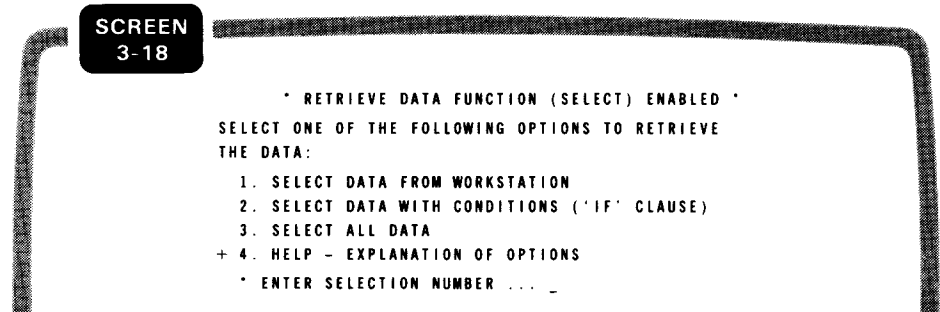 SCREEN
3-18
* RETRIEVE DATA FUNCTION (SELECT) ENABLED *
SELECT ONE OF THE FOLLOWING OPTIONS TO RETRIEVE
THE DATA:
1. SELECT DATA FROM WORKSTATION
2. SELECT DATA WITH CONDITIONS ('IF' CLAUSE)
3. SELECT ALL DATA
+ 4. HELP - EXPLANATION OF OPTIONS
* ENTER SELECTION NUMBER ... _